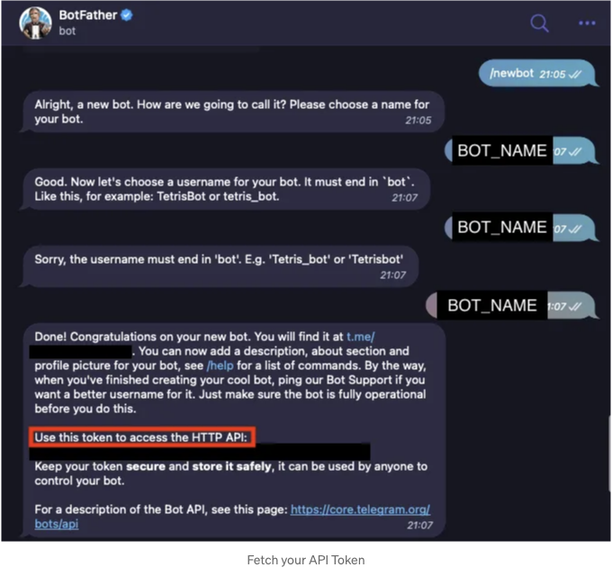 BotFather
bot
/newbot 21:05
Alright, a new bot. How are we going to call it? Please choose a name for
your bot.
21:05
BOT_NAME 07
Good. Now let's choose a username for your bot. It must end in `bot`.
Like this, for example: TetrisBot or tetris_bot.
21:07
BOT_NAME 07
Sorry, the username must end in 'bot'. E.g. 'Tetris_bot' or 'Tetrisbot'
21:07
BOT_NAME 1:07
Done! Congratulations on your new bot. You will find it at t.me/
. You can now add a description, about section and
profile picture for your bot, see /help for a list of commands. By the way,
when you've finished creating your cool bot, ping our Bot Support if you
want a better username for it. Just make sure the bot is fully operational
before you do this.
Use this token to access the HTTP API:
Keep your token secure and store it safely, it can be used by anyone to
control your bot.
For a description of the Bot API, see this page: https://core.telegram.org/
bots/api
21:07
Fetch your API Token